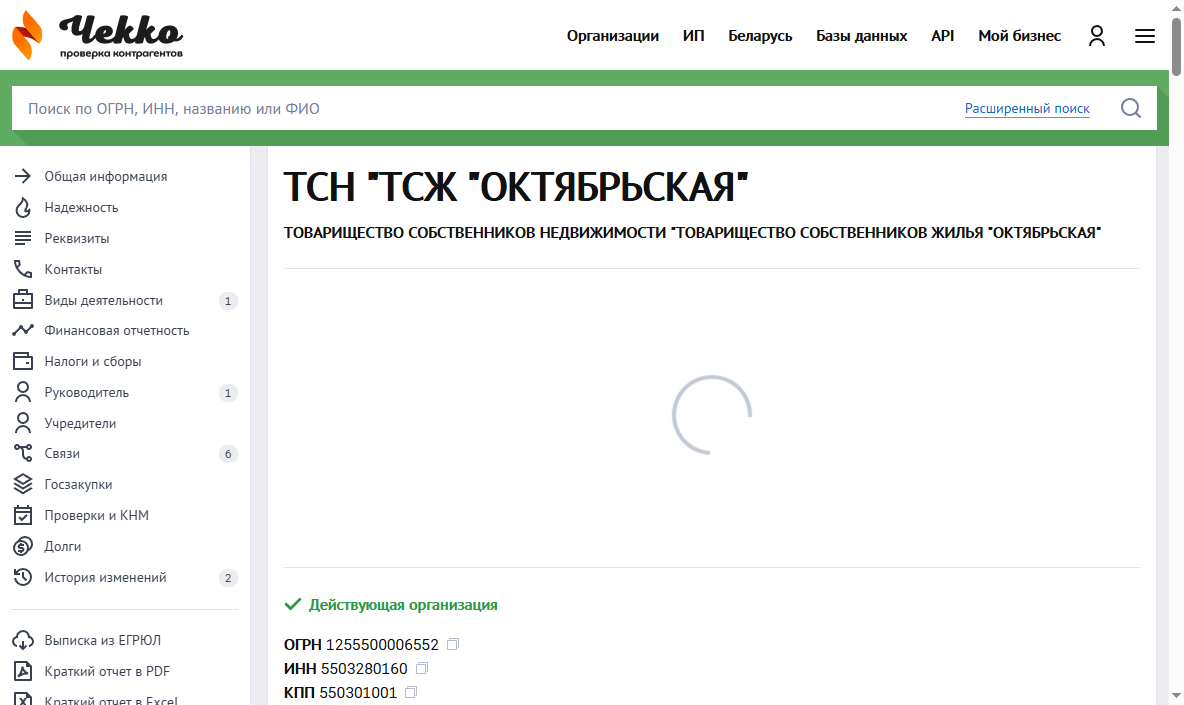 Чекко
проверка контрагентов
Организации ИП Беларусь Базы данных API Мой бизнес
Поиск по ОГРН, ИНН, названию или ФИО
Расширенный поиск
Общая информация
Надежность
Реквизиты
Контакты
Виды деятельности 1
Финансовая отчетность
Налоги и сборы
Руководитель 1
Учредители
Связи 6
Госзакупки
Проверки и КНМ
Долги
История изменений 2
Выписка из ЕГРЮЛ
Краткий отчет в PDF
Краткий отчет в Excel
ТСН "ТСЖ "ОКТЯБРЬСКАЯ"
ТОВАРИЩЕСТВО СОБСТВЕННИКОВ НЕДВИЖИМОСТИ "ТОВАРИЩЕСТВО СОБСТВЕННИКОВ ЖИЛЬЯ "ОКТЯБРЬСКАЯ"
Действующая организация
ОГРН 1255500006552
ИНН 5503280160
КПП 550301001